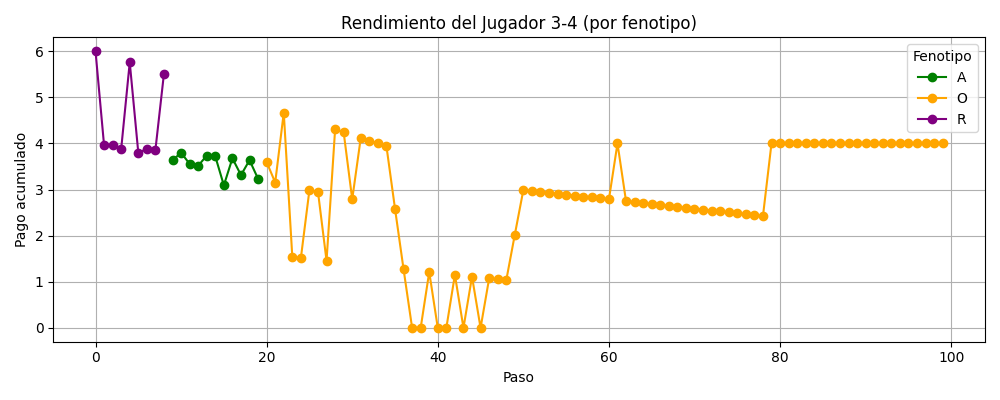 Rendimiento del Jugador 3-4 (por fenotipo)
Pago acumulado
6
5
4
3
2
1
0
Fenotipo
A
O
R
0 20 40 60 80 100
Paso